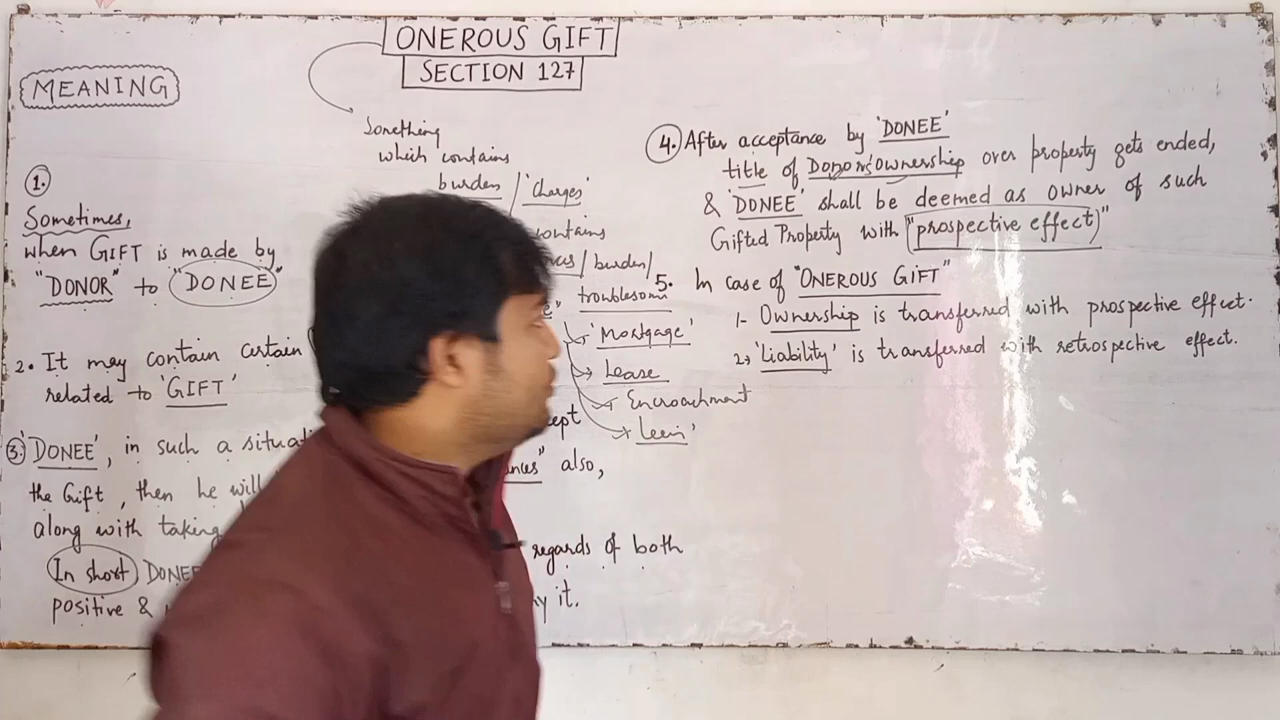 ONEROUS GIFT
SECTION 127
MEANING
Something
which contains
burden / 'Charges'
contains
/ burden /
troublesome
'Mortgage'
Lease
Encroachment
'Lein'
1.
Sometimes,
when GIFT is made by
"DONOR" to "DONEE"
2. It may contain certain
related to 'GIFT'
3. 'DONEE', in such a
the Gift, then he will
also,
along with taking
In short DONEE regards of both
positive & it.
4. After acceptance by 'DONEE'
title of Donors' Ownership over property gets ended,
& 'DONEE' shall be deemed as owner of such
Gifted Property with "prospective effect"
5. In case of "ONEROUS GIFT"
1- Ownership is transferred with prospective effect.
2, 'Liability' is transferred with retrospective effect.